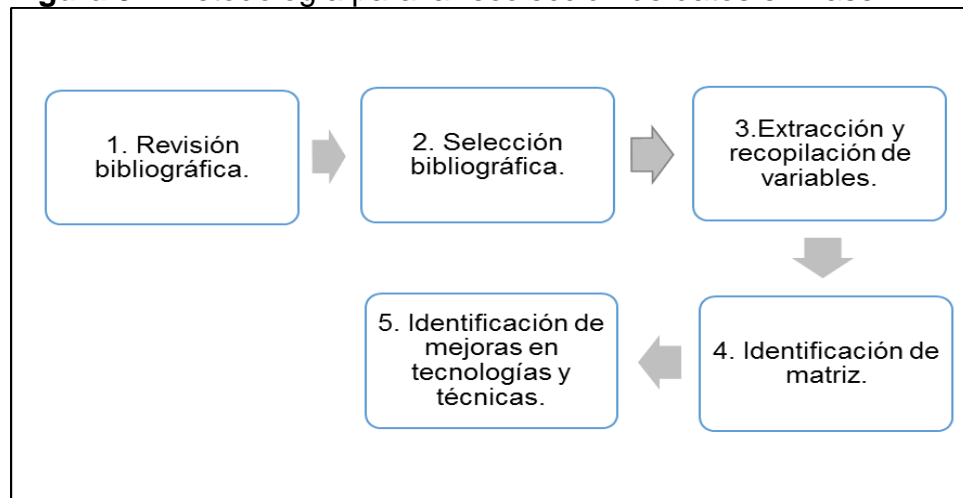 1. Revisión
bibliográfica.
2. Selección
bibliográfica.
3.Extracción y
recopilación de
variables.
4. Identificación de
matriz.
5. Identificación de
mejoras en
tecnologías y
técnicas.